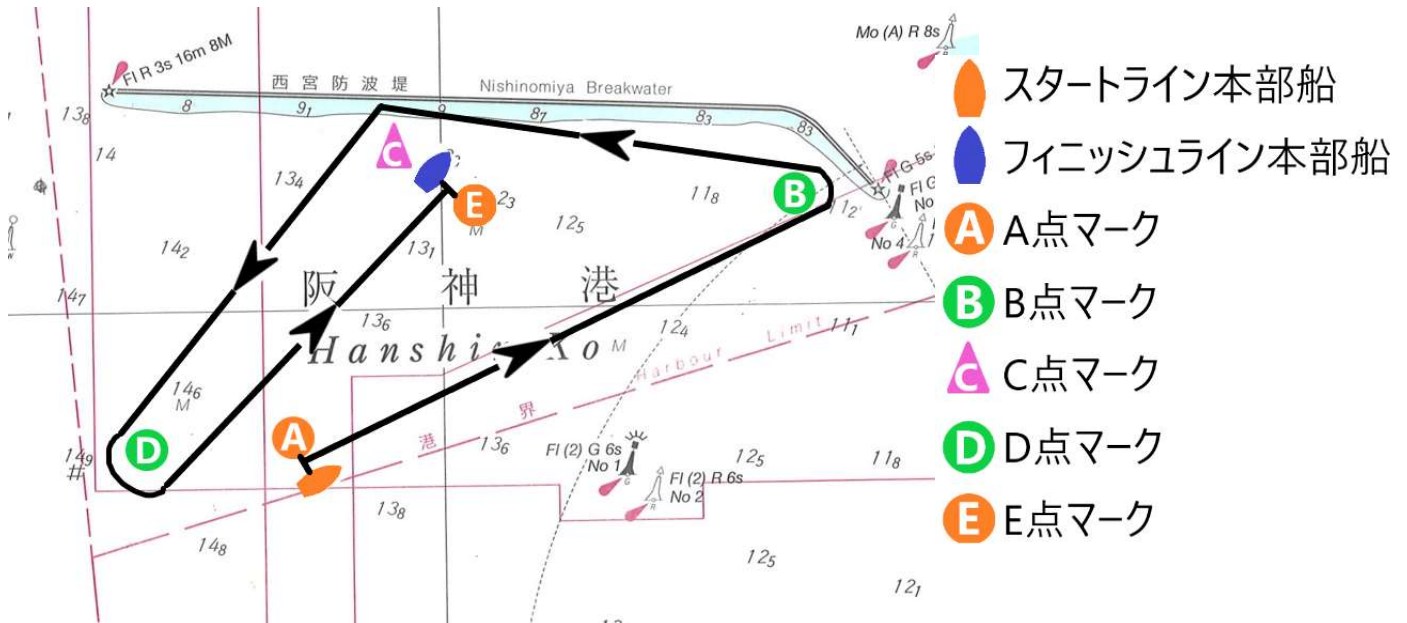 Mo (A) R 8s
Fl R 3s 16m 8M
西宮防波堤
Nishinomiya Breakwater
8
9₁
9
8₇
8₃
8₃
13₈
14
C
13₄
Fl G 5s
11₈
B
11₂
Fl G
No
No 4
E
M
12₅
13₁
14₂
阪神港
14₇
13₆
Hanshin Ko
M
12₄
11₁
Harbour Limit
14₆
M
A
港界
13₆
D
14₉
Fl (2) G 6s
No 1
G
12₅
11₈
Fl (2) R 6s
No 2
R
13₈
14₈
12₅
12₁
スタートライン本部船
フィニッシュライン本部船
A A点マーク
B B点マーク
C C点マーク
D D点マーク
E E点マーク